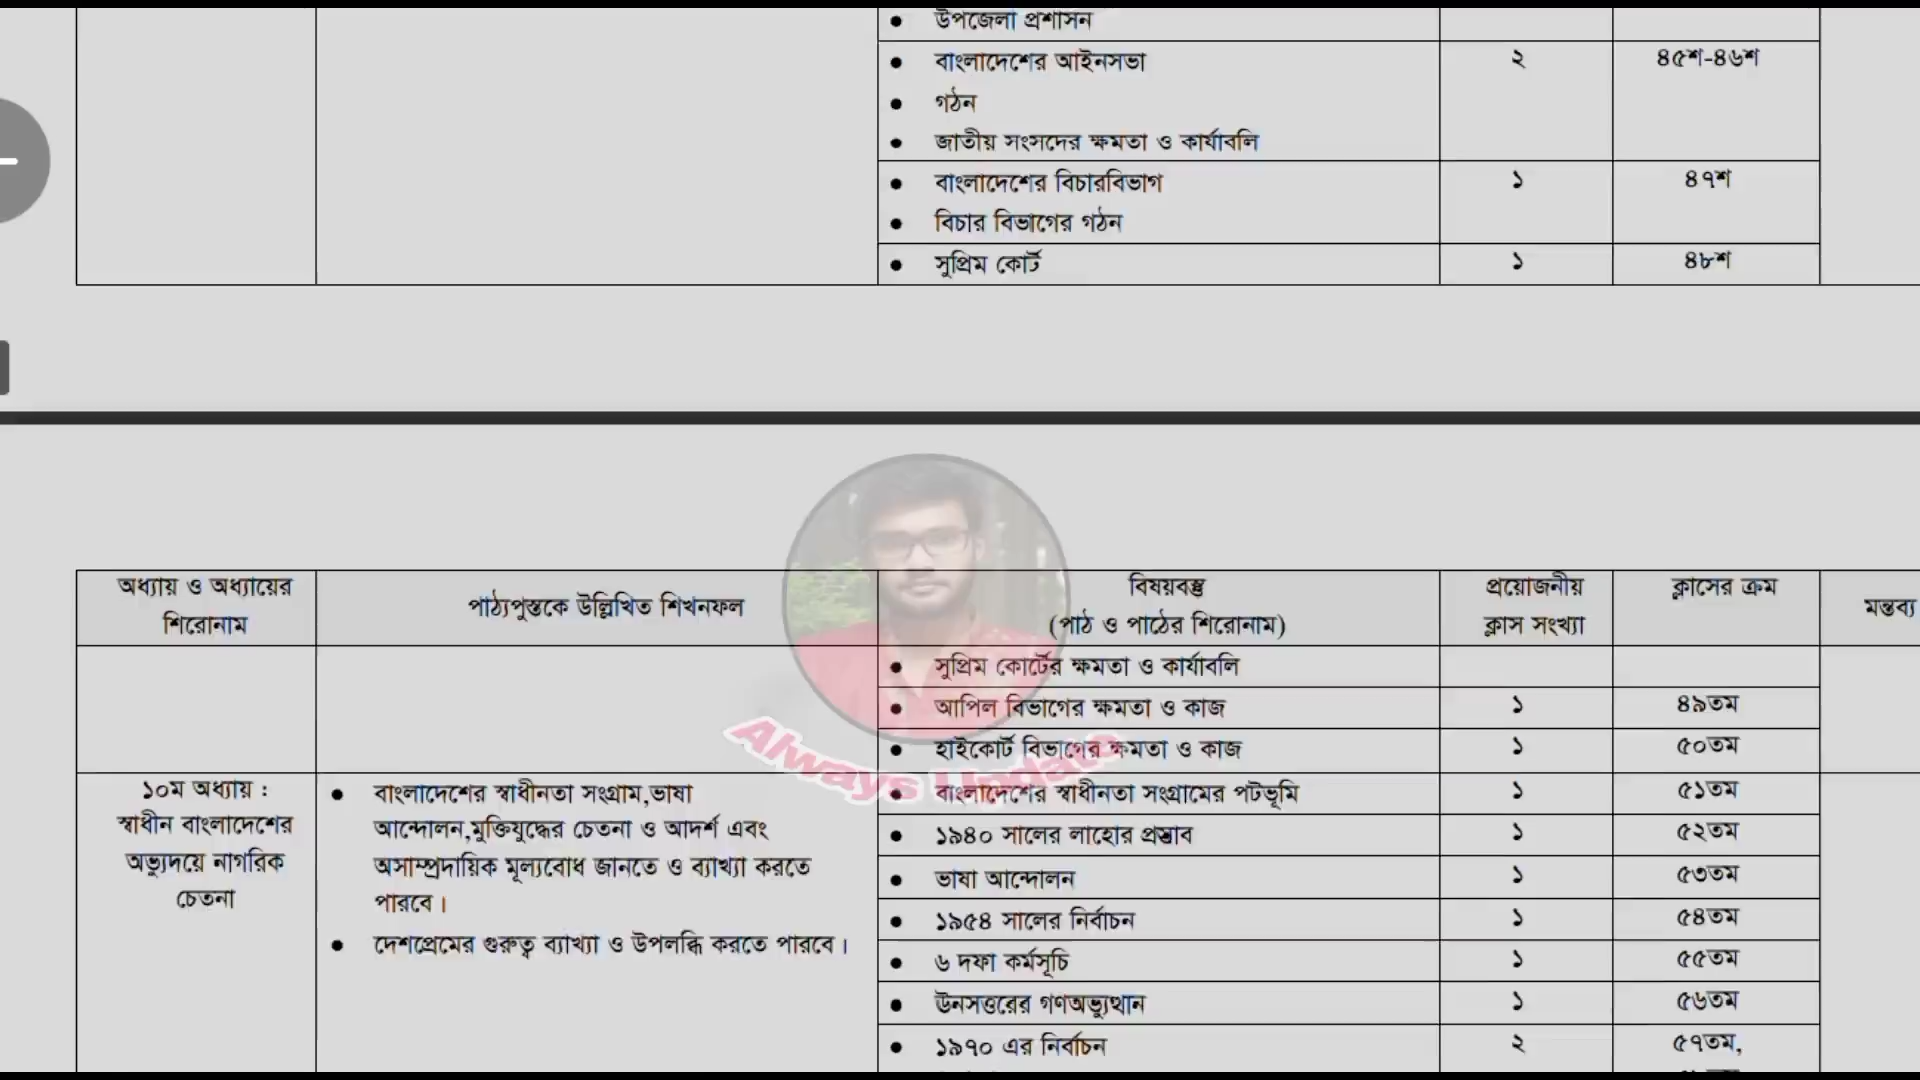 উপজেলা প্রশাসন
বাংলাদেশের আইনসভা ২ ৪৫শ-৪৬শ
গঠন
জাতীয় সংসদের ক্ষমতা ও কার্যাবলি
বাংলাদেশের বিচারবিভাগ ১ ৪৭শ
বিচার বিভাগের গঠন
সুপ্রিম কোর্ট ১ ৪৮শ
অধ্যায় ও অধ্যায়ের শিরোনাম
পাঠ্যপুস্তকে উল্লিখিত শিখনফল
বিষয়বস্তু
(পাঠ ও পাঠের শিরোনাম)
প্রয়োজনীয় ক্লাস সংখ্যা
ক্লাসের ক্রম
মন্তব্য
সুপ্রিম কোর্টের ক্ষমতা ও কার্যাবলি
আপিল বিভাগের ক্ষমতা ও কাজ ১ ৪৯তম
হাইকোর্ট বিভাগের ক্ষমতা ও কাজ ১ ৫০তম
Always Update
১০ম অধ্যায় :
স্বাধীন বাংলাদেশের
অভ্যুদয়ে নাগরিক
চেতনা
বাংলাদেশের স্বাধীনতা সংগ্রাম,ভাষা
আন্দোলন,মুক্তিযুদ্ধের চেতনা ও আদর্শ এবং
অসাম্প্রদায়িক মূল্যবোধ জানতে ও ব্যাখ্যা করতে
পারবে।
দেশপ্রেমের গুরুত্ব ব্যাখ্যা ও উপলব্ধি করতে পারবে।
বাংলাদেশের স্বাধীনতা সংগ্রামের পটভূমি ১ ৫১তম
১৯৪০ সালের লাহোর প্রস্তাব ১ ৫২তম
ভাষা আন্দোলন ১ ৫৩তম
১৯৫৪ সালের নির্বাচন ১ ৫৪তম
৬ দফা কর্মসূচি ১ ৫৫তম
ঊনসত্তরের গণঅভ্যুত্থান ১ ৫৬তম
১৯৭০ এর নির্বাচন ২ ৫৭তম,